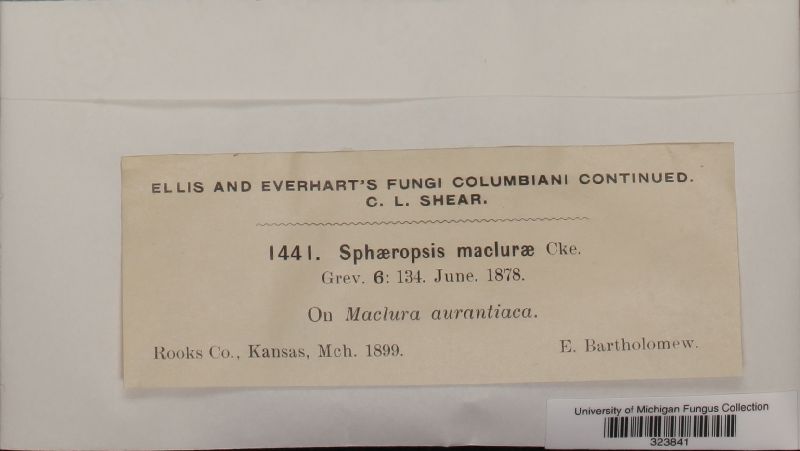 ELLIS AND EVERHART'S FUNGI COLUMBIANI CONTINUED.
C. L. SHEAR.
1441. Sphæropsis macluræ Cke.
Grev. 6: 134. June. 1878.
On Maclura aurantiaca.
Rooks Co., Kansas, Mch. 1899.
E. Bartholomew.
University of Michigan Fungus Collection
323841